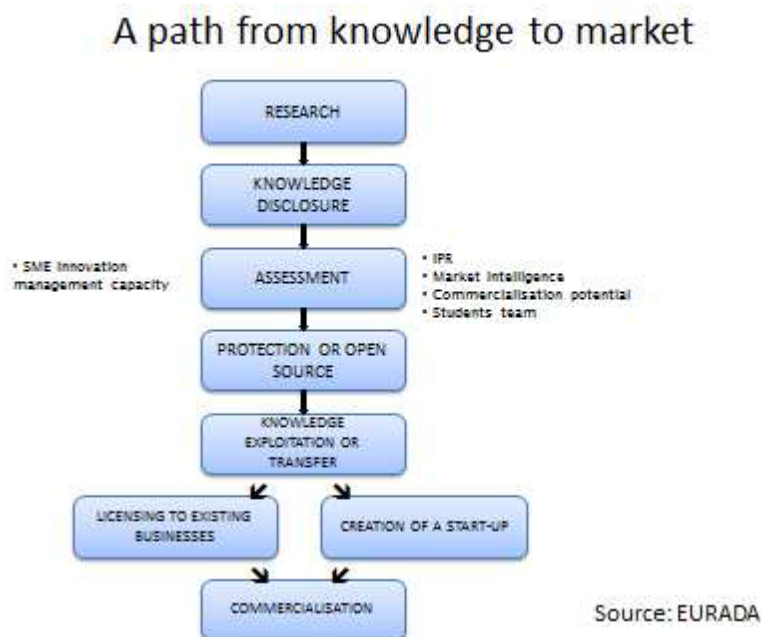 A path from knowledge to market
RESEARCH
KNOWLEDGE
DISCLOSURE
• SME Innovation
management capacity
ASSESSMENT
• IPR
• Market Intelligence
• Commercialisation potential
• Students team
PROTECTION OR OPEN
SOURCE
KNOWLEDGE
EXPLOITATION OR
TRANSFER
LICENSING TO EXISTING
BUSINESSES
CREATION OF A START-UP
COMMERCIALISATION
Source: EURADA